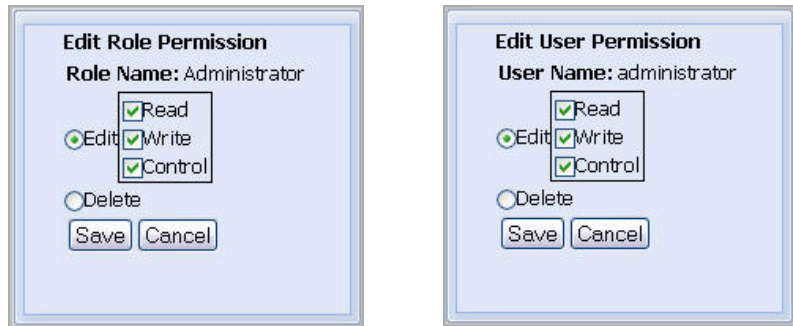 Edit Role Permission
Role Name: Administrator
Read
Edit Write
Control
Delete
Save Cancel
Edit User Permission
User Name: administrator
Read
Edit Write
Control
Delete
Save Cancel